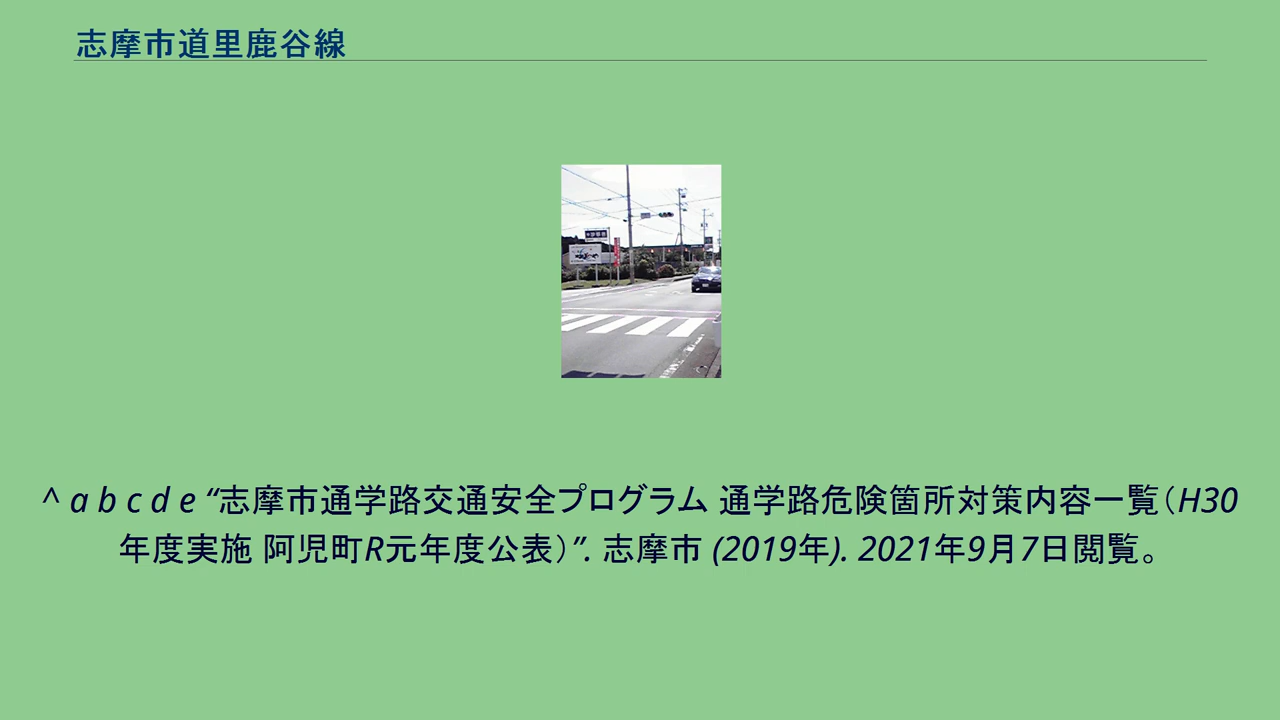 志摩市道里鹿谷線
^ a b c d e “志摩市通学路交通安全プログラム 通学路危険箇所対策内容一覧（H30
年度実施 阿児町R元年度公表）”. 志摩市 (2019年). 2021年9月7日閲覧。